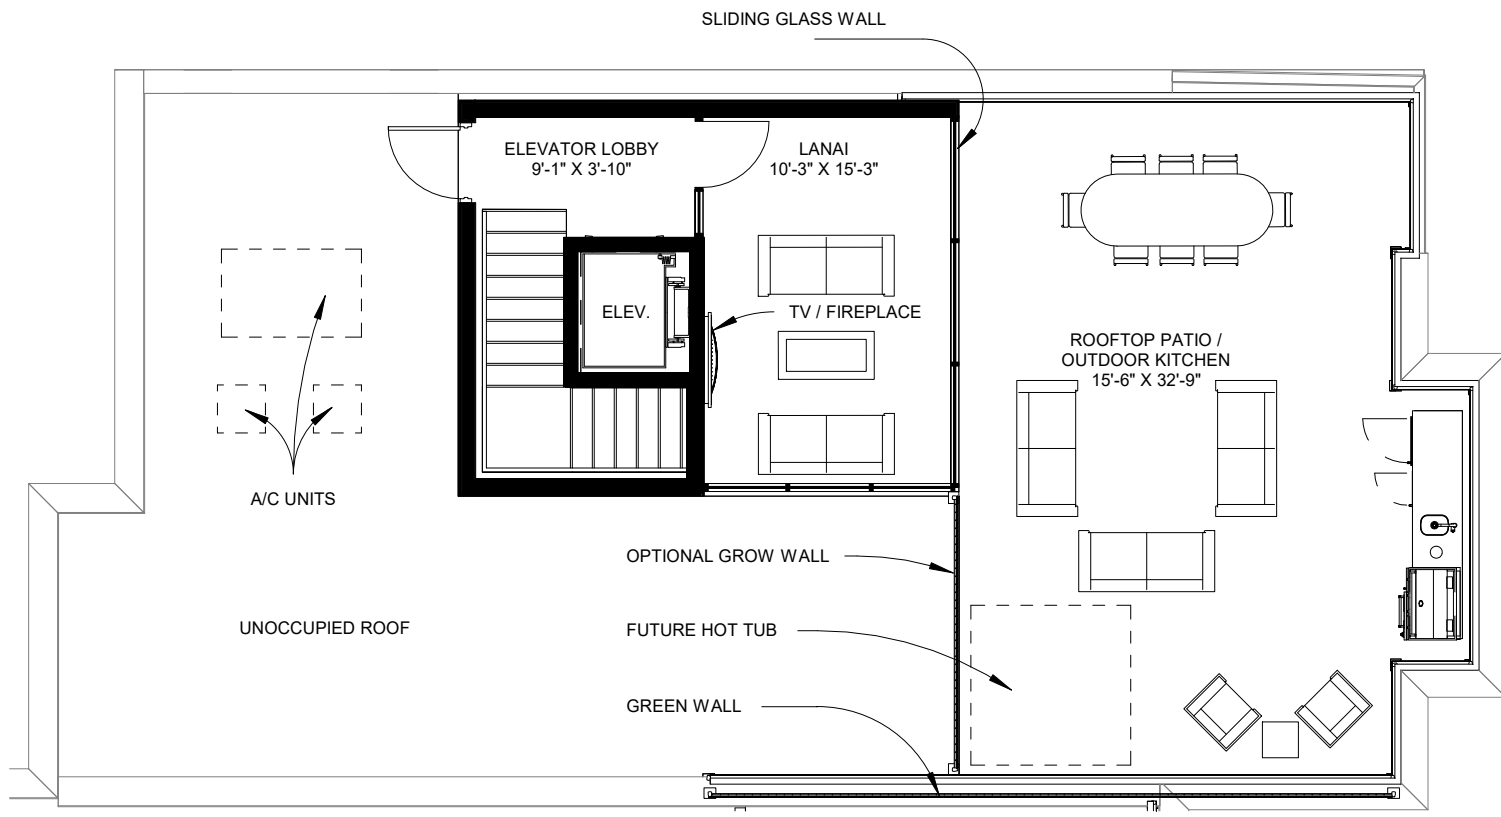 SLIDING GLASS WALL
ELEVATOR LOBBY
9'-1" X 3'-10"
LANAI
10'-3" X 15'-3"
ELEV.
TV / FIREPLACE
ROOFTOP PATIO /
OUTDOOR KITCHEN
15'-6" X 32'-9"
A/C UNITS
OPTIONAL GROW WALL
UNOCCUPIED ROOF
FUTURE HOT TUB
GREEN WALL